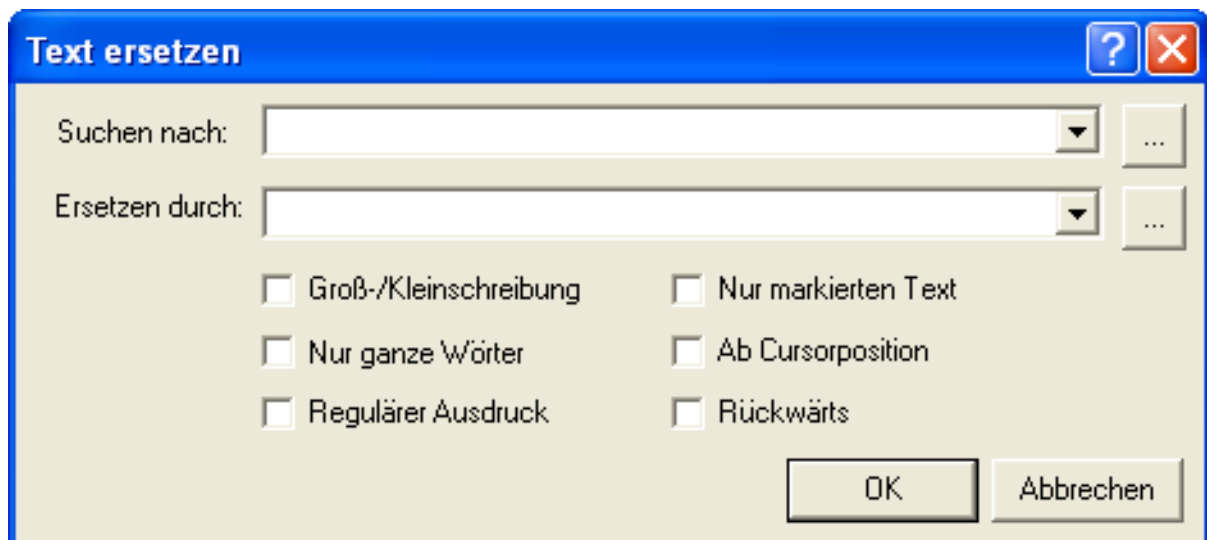 Text ersetzen
Suchen nach:
...
Ersetzen durch:
...
Groß-/Kleinschreibung
Nur markierten Text
Nur ganze Wörter
Ab Cursorposition
Regulärer Ausdruck
Rückwärts
OK
Abbrechen